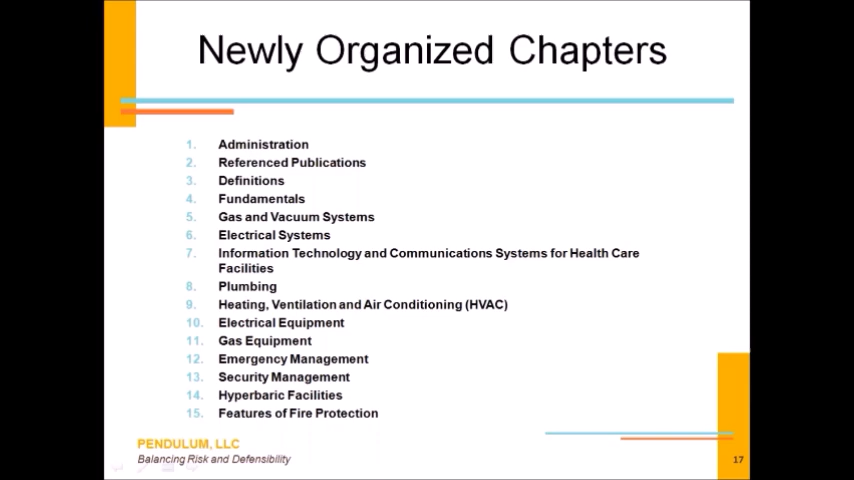 Newly Organized Chapters
1. Administration
2. Referenced Publications
3. Definitions
4. Fundamentals
5. Gas and Vacuum Systems
6. Electrical Systems
7. Information Technology and Communications Systems for Health Care
Facilities
8. Plumbing
9. Heating, Ventilation and Air Conditioning (HVAC)
10. Electrical Equipment
11. Gas Equipment
12. Emergency Management
13. Security Management
14. Hyperbaric Facilities
15. Features of Fire Protection
PENDULUM, LLC
Balancing Risk and Defensibility
17